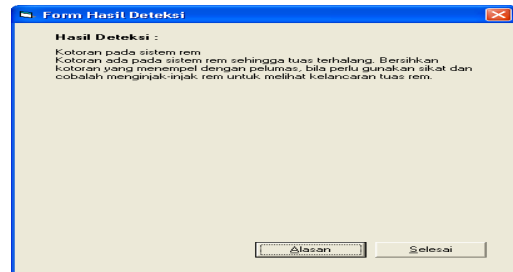 Form Hasil Deteksi
Hasil Deteksi :
Kotoran pada sistem rem
Kotoran ada pada sistem rem sehingga tuas terhalang. Bersihkan
kotoran yang menempel dengan pelumas, bila perlu gunakan sikat dan
cobalah menginjak-injak rem untuk melihat kelancaran tuas rem.
Alasan
Selesai